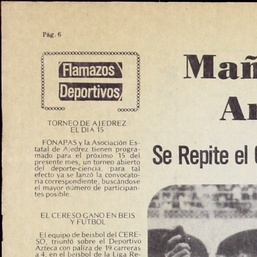 Pág. 6
Flamazos
Deportivos
Mañ
An
Se Repite el C
TORNEO DE AJEDREZ
EL DIA 15
FONAPAS y la Asociación Es-
tatal de Ajedrez tienen progra-
mado para el próximo 15 del
presente mes, un torneo abierto
del deporte-ciencia, para tal
efecto ya se lanzó la convocato-
ria correspondiente, buscándose
el mayor número de participan-
tes posible.
EL CERESO GANO EN BEIS
Y FUTBOL
El equipo de beisbol del CERE-
SO, triunfó sobre el Deportivo
Azteca con paliza de 19 carreras
a 4, en el beisbol de la Liga Re-